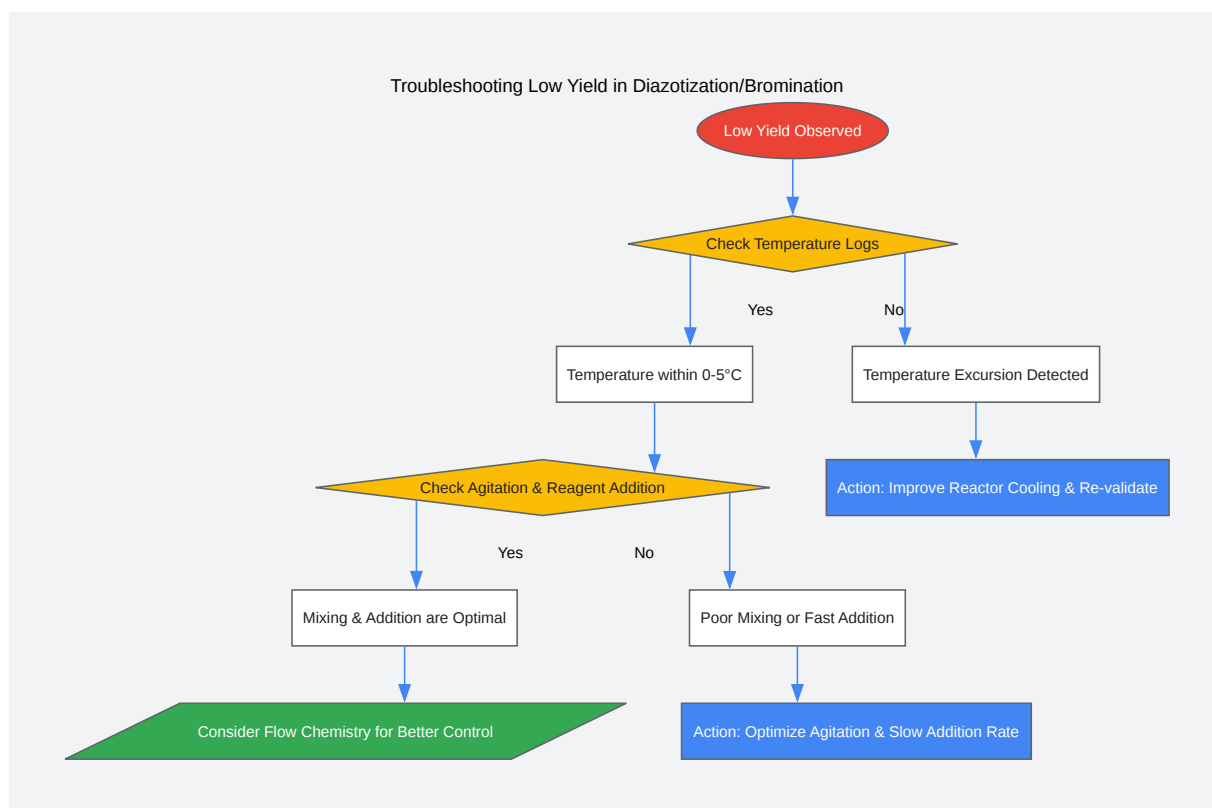 Troubleshooting Low Yield in Diazotization/Bromination
Low Yield Observed
Check Temperature Logs
Yes
No
Temperature within 0-5°C
Temperature Excursion Detected
Check Agitation & Reagent Addition
Action: Improve Reactor Cooling & Re-validate
Yes
No
Mixing & Addition are Optimal
Poor Mixing or Fast Addition
Consider Flow Chemistry for Better Control
Action: Optimize Agitation & Slow Addition Rate